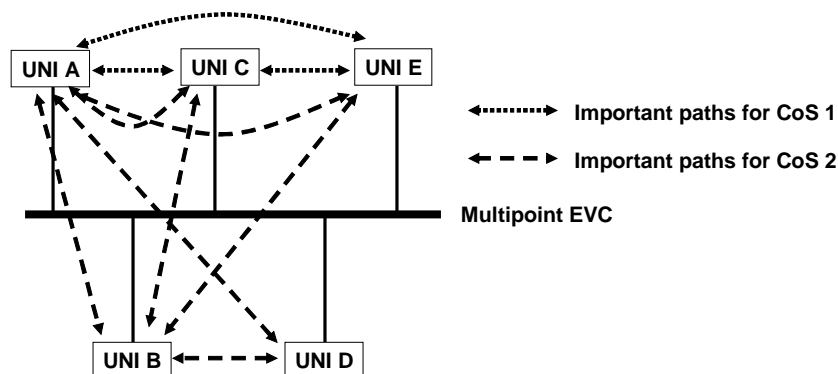 UNI A
UNI C
UNI E
Important paths for CoS 1
Important paths for CoS 2
Multipoint EVC
UNI B
UNI D